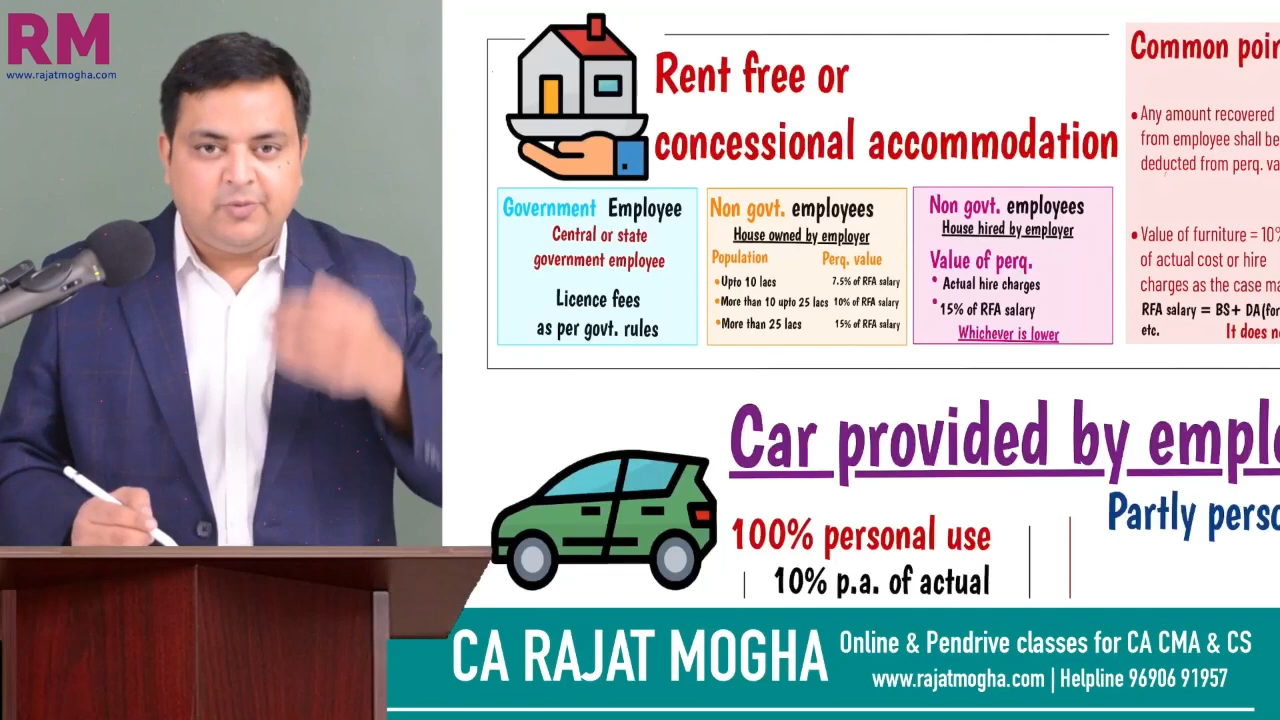 RM
www.rajatmogha.com
Rent free or
concessional accommodation
Government Employee
Central or state
government employee
Licence fees
as per govt. rules
Non govt. employees
House owned by employer
Population Perq. value
• Upto 10 lacs 7.5% of RFA salary
• More than 10 upto 25 lacs 10% of RFA salary
• More than 25 lacs 15% of RFA salary
Non govt. employees
House hired by employer
Value of perq.
• Actual hire charges
• 15% of RFA salary
Whichever is lower
Common
• Any amount recovered
from employee shall be
deducted from perq.
• Value of furniture = 10%
of actual cost or hire
charges as the case
RFA salary = BS+ DA
etc. It does
Car provided by
Partly
100% personal use
10% p.a. of actual
CA RAJAT MOGHA
Online & Pendrive classes for CA CMA & CS
www.rajatmogha.com | Helpline 96906 91957